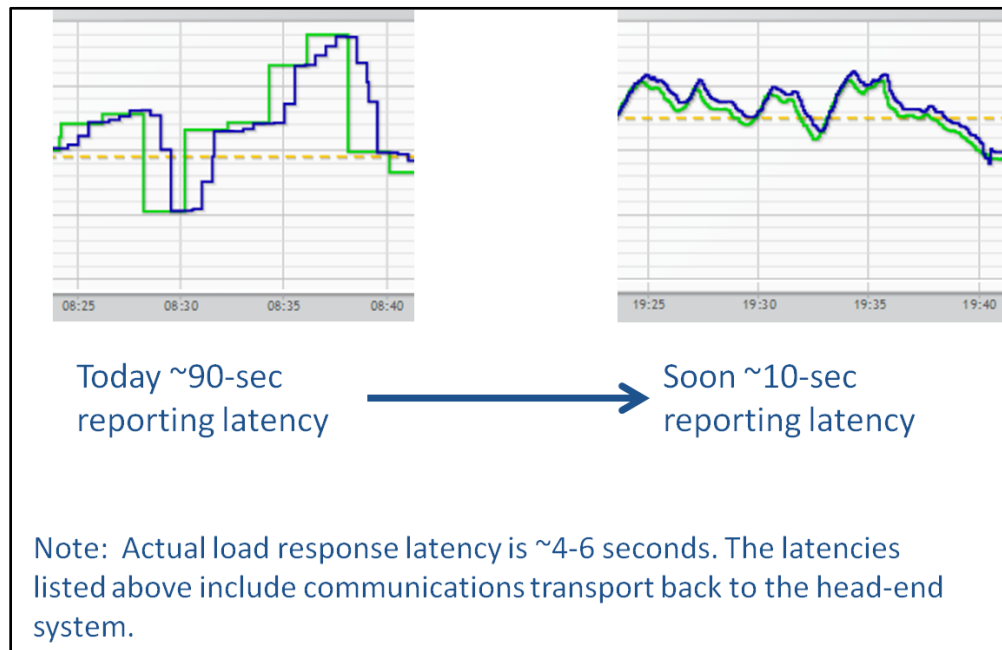 08:25 08:30 08:35 08:40
19:25 19:30 19:35 19:40
Today ~90-sec
reporting latency
Soon ~10-sec
reporting latency
Note:  Actual load response latency is ~4-6 seconds. The latencies
listed above include communications transport back to the head-end
system.